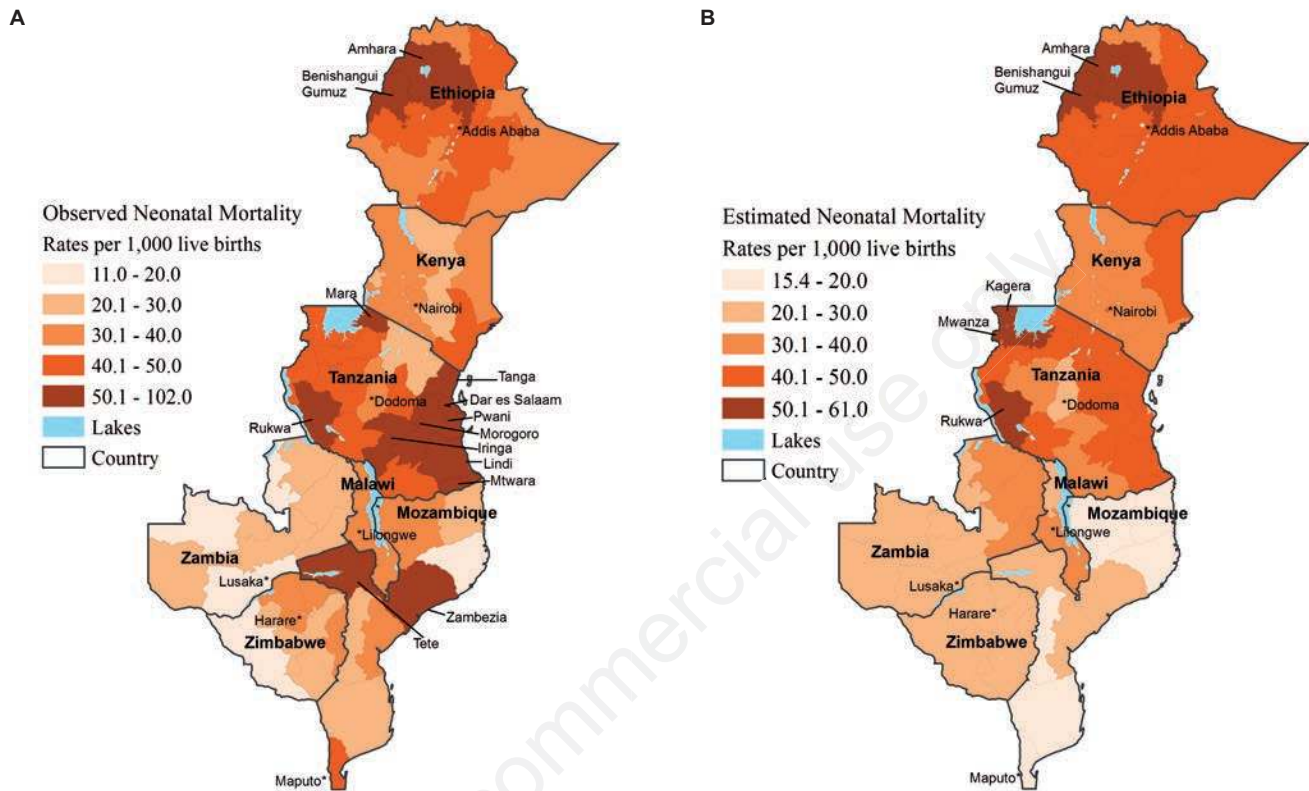 A
Amhara
Benishangui
Gumuz
Ethiopia
*Addis Ababa
Observed Neonatal Mortality
Rates per 1,000 live births
11.0 - 20.0
20.1 - 30.0
30.1 - 40.0
40.1 - 50.0
50.1 - 102.0
Lakes
Country
Kenya
Mara
*Nairobi
Tanzania
Tanga
*Dodoma
Dar es Salaam
Pwani
Rukwa
Morogoro
Iringa
Lindi
Malawi
Mtwara
Mozambique
*Lilongwe
Zambia
Lusaka*
Zambezia
Harare*
Zimbabwe
Tete
Maputo*
B
Amhara
Benishangui
Gumuz
Ethiopia
*Addis Ababa
Estimated Neonatal Mortality
Rates per 1,000 live births
15.4 - 20.0
20.1 - 30.0
30.1 - 40.0
40.1 - 50.0
50.1 - 61.0
Lakes
Country
Kenya
Kagera
*Nairobi
Mwanza
Tanzania
*Dodoma
Rukwa
Malawi
Mozambique
*Lilongwe
Zambia
Lusaka*
Harare*
Zimbabwe
Maputo*
commercial use only